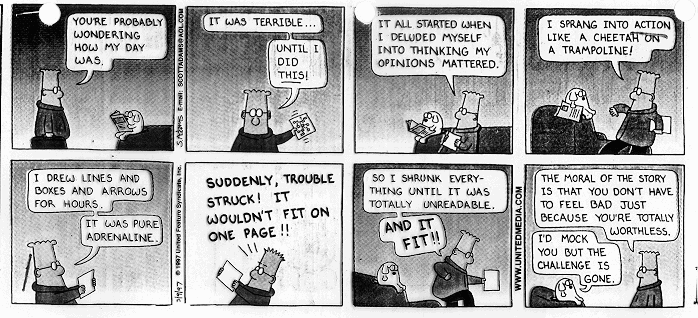 YOU'RE PROBABLY
WONDERING
HOW MY DAY
WAS.
SCOTTADAMS@AOL.COM
E-MAIL:
IT WAS TERRIBLE...
UNTIL I
DID
THIS!
IT ALL STARTED WHEN
I DELUDED MYSELF
INTO THINKING MY
OPINIONS MATTERED.
I SPRANG INTO ACTION
LIKE A CHEETAH ON
A TRAMPOLINE!
I DREW LINES AND
BOXES AND ARROWS
FOR HOURS.
IT WAS PURE
ADRENALINE.
3/9/97 © 1997 United Feature Syndicate, Inc.
SUDDENLY, TROUBLE
STRUCK! IT
WOULDN'T FIT ON
ONE PAGE!!
SO I SHRUNK EVERY-
THING UNTIL IT WAS
TOTALLY UNREADABLE.
AND IT
FIT!!
WWW.UNITEDMEDIA.COM
THE MORAL OF THE STORY
IS THAT YOU DON'T HAVE
TO FEEL BAD JUST
BECAUSE YOU'RE TOTALLY
WORTHLESS.
I'D MOCK
YOU BUT THE
CHALLENGE IS
GONE.